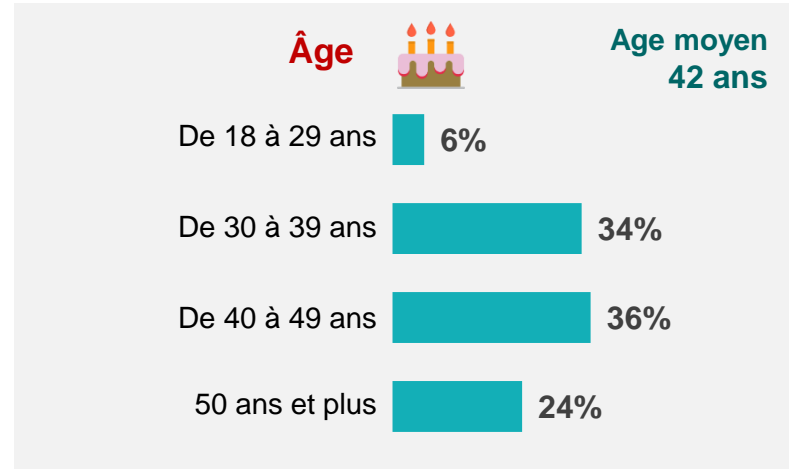 Âge
Age moyen
42 ans
De 18 à 29 ans 6%
De 30 à 39 ans 34%
De 40 à 49 ans 36%
50 ans et plus 24%